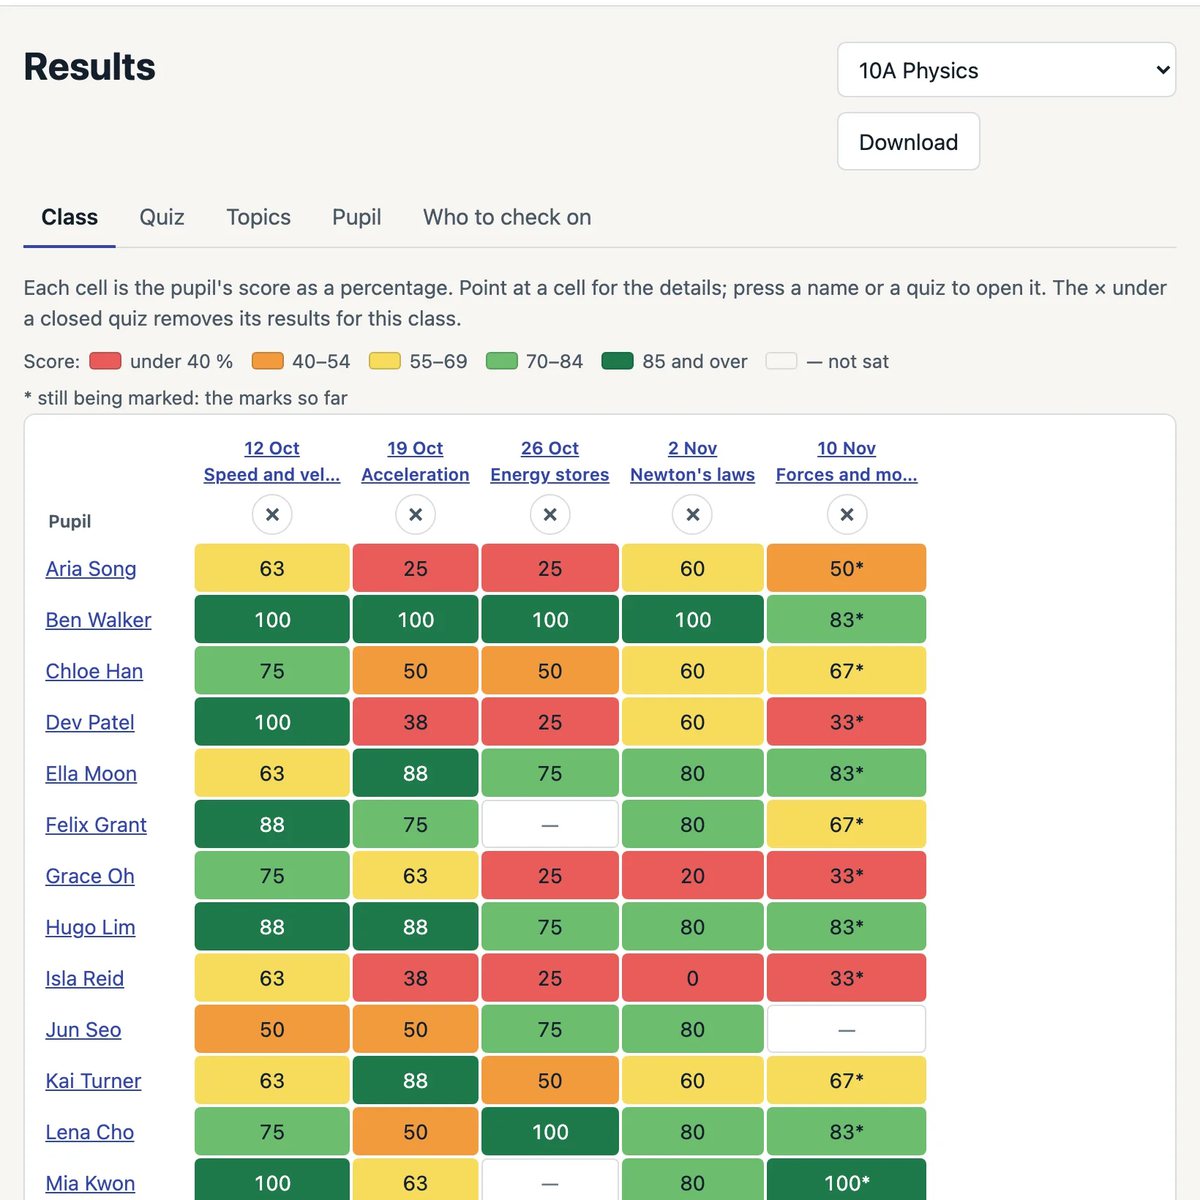 Results
10A Physics
Download
Class Quiz Topics Pupil Who to check on
Each cell is the pupil's score as a percentage. Point at a cell for the details; press a name or a quiz to open it. The × under
a closed quiz removes its results for this class.
Score: under 40 % 40–54 55–69 70–84 85 and over — not sat
* still being marked: the marks so far
12 Oct 19 Oct 26 Oct 2 Nov 10 Nov
Speed and vel... Acceleration Energy stores Newton's laws Forces and mo...
× × × × ×
Pupil
Aria Song 63 25 25 60 50*
Ben Walker 100 100 100 100 83*
Chloe Han 75 50 50 60 67*
Dev Patel 100 38 25 60 33*
Ella Moon 63 88 75 80 83*
Felix Grant 88 75 — 80 67*
Grace Oh 75 63 25 20 33*
Hugo Lim 88 88 75 80 83*
Isla Reid 63 38 25 0 33*
Jun Seo 50 50 75 80 —
Kai Turner 63 88 50 60 67*
Lena Cho 75 50 100 80 83*
Mia Kwon 100 63 — 80 100*